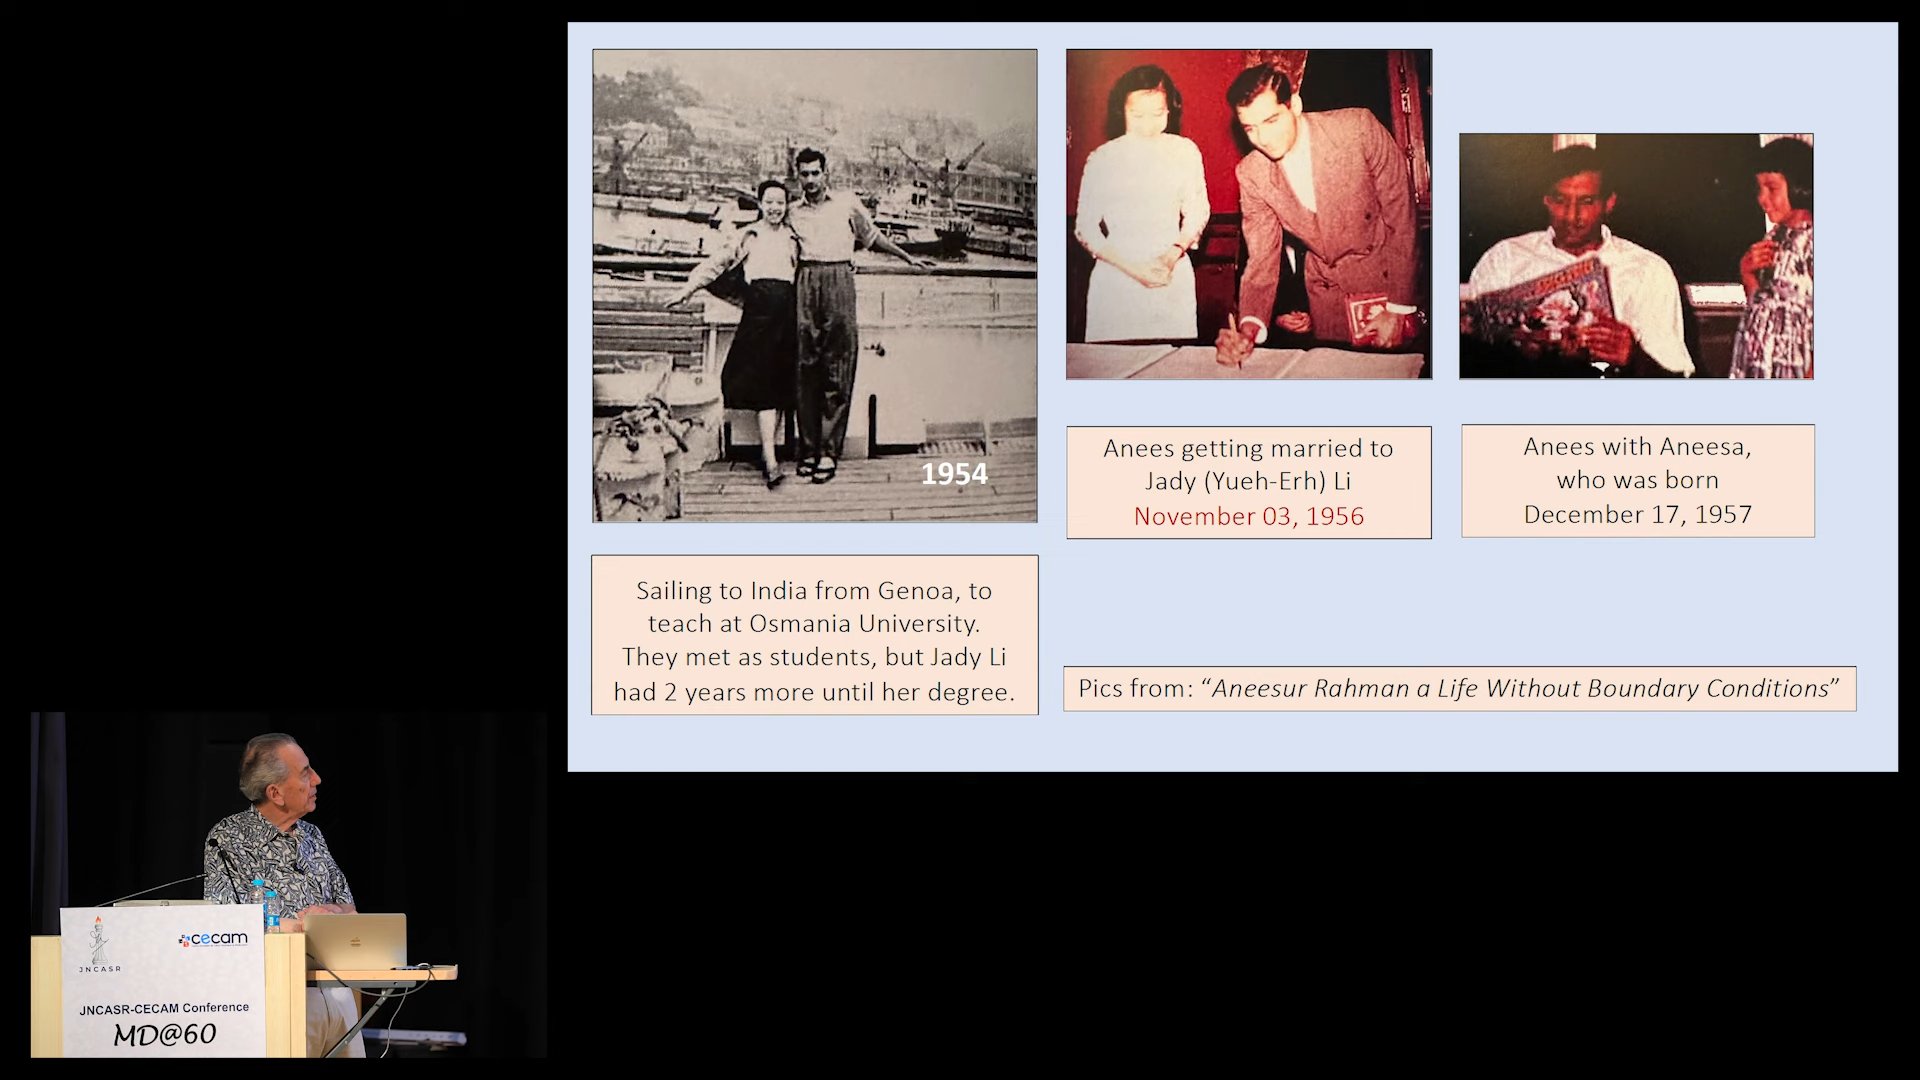 1954
Sailing to India from Genoa, to
teach at Osmania University.
They met as students, but Jady Li
had 2 years more until her degree.
Anees getting married to
Jady (Yueh-Erh) Li
November 03, 1956
Anees with Aneesa,
who was born
December 17, 1957
Pics from: “Aneesur Rahman a Life Without Boundary Conditions”
JNCASR
cecam
JNCASR-CECAM Conference
MD@60